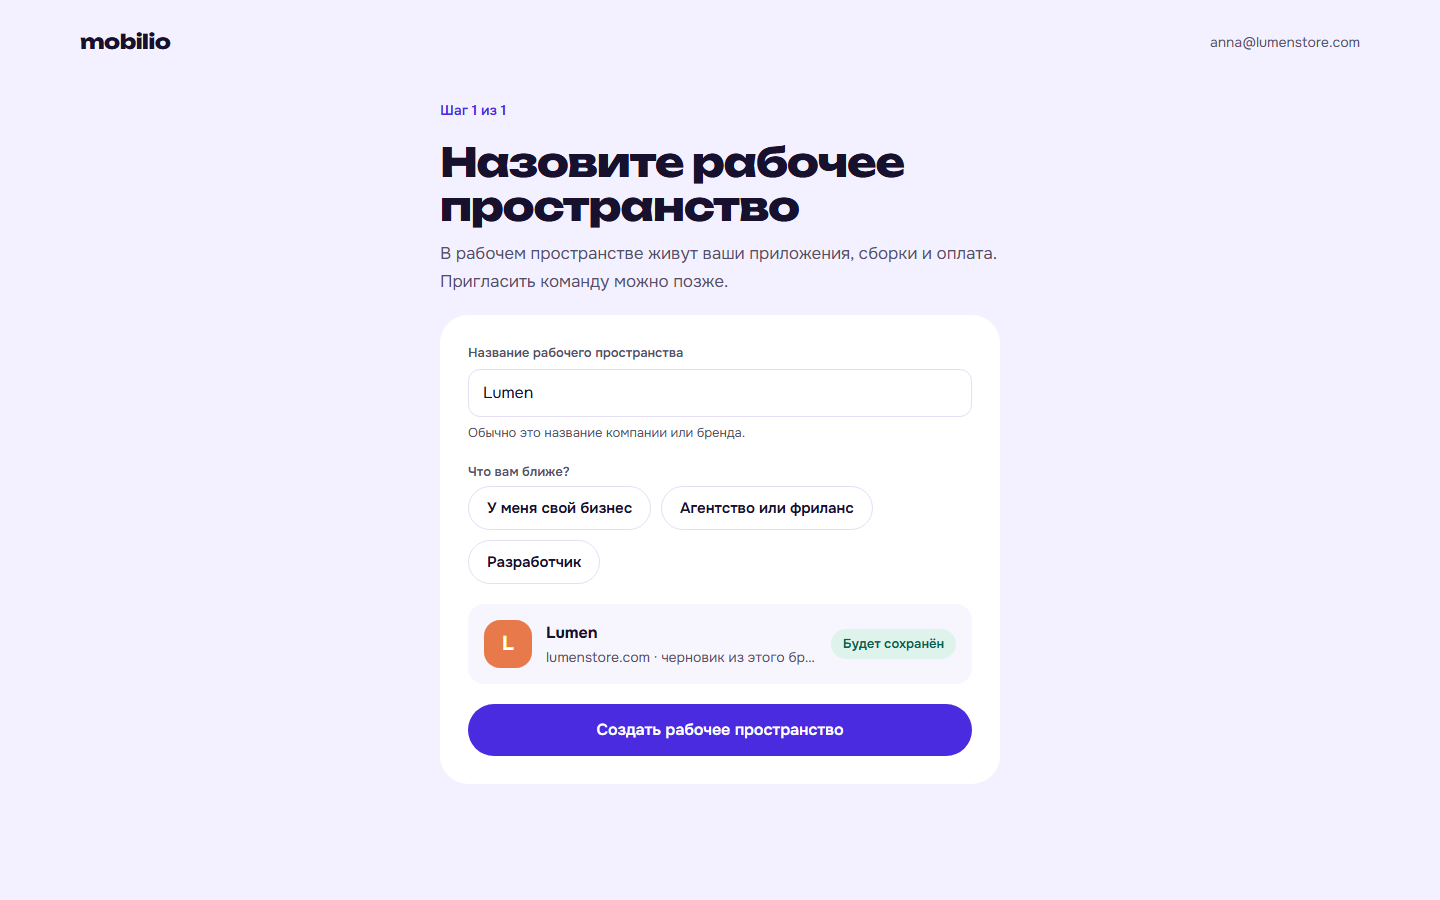 mobilio
anna@lumenstore.com
Шаг 1 из 1
Назовите рабочее
пространство
В рабочем пространстве живут ваши приложения, сборки и оплата.
Пригласить команду можно позже.
Название рабочего пространства
Lumen
Обычно это название компании или бренда.
Что вам ближе?
У меня свой бизнес
Агентство или фриланс
Разработчик
L
Lumen
lumenstore.com · черновик из этого бр...
Будет сохранён
Создать рабочее пространство